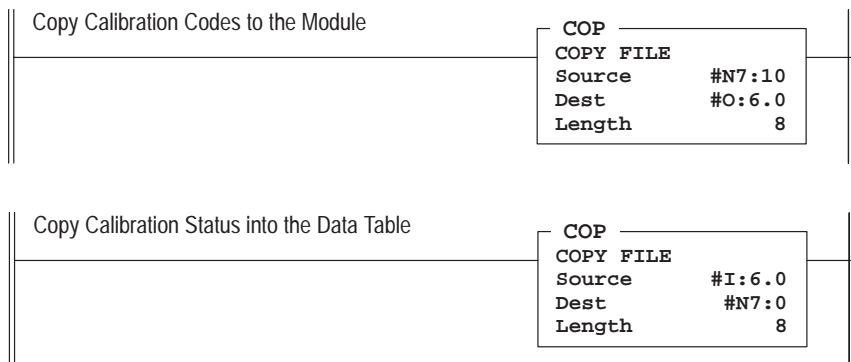 Copy Calibration Codes to the Module
COP
COPY FILE
Source #N7:10
Dest #O:6.0
Length 8
Copy Calibration Status into the Data Table
COP
COPY FILE
Source #I:6.0
Dest #N7:0
Length 8